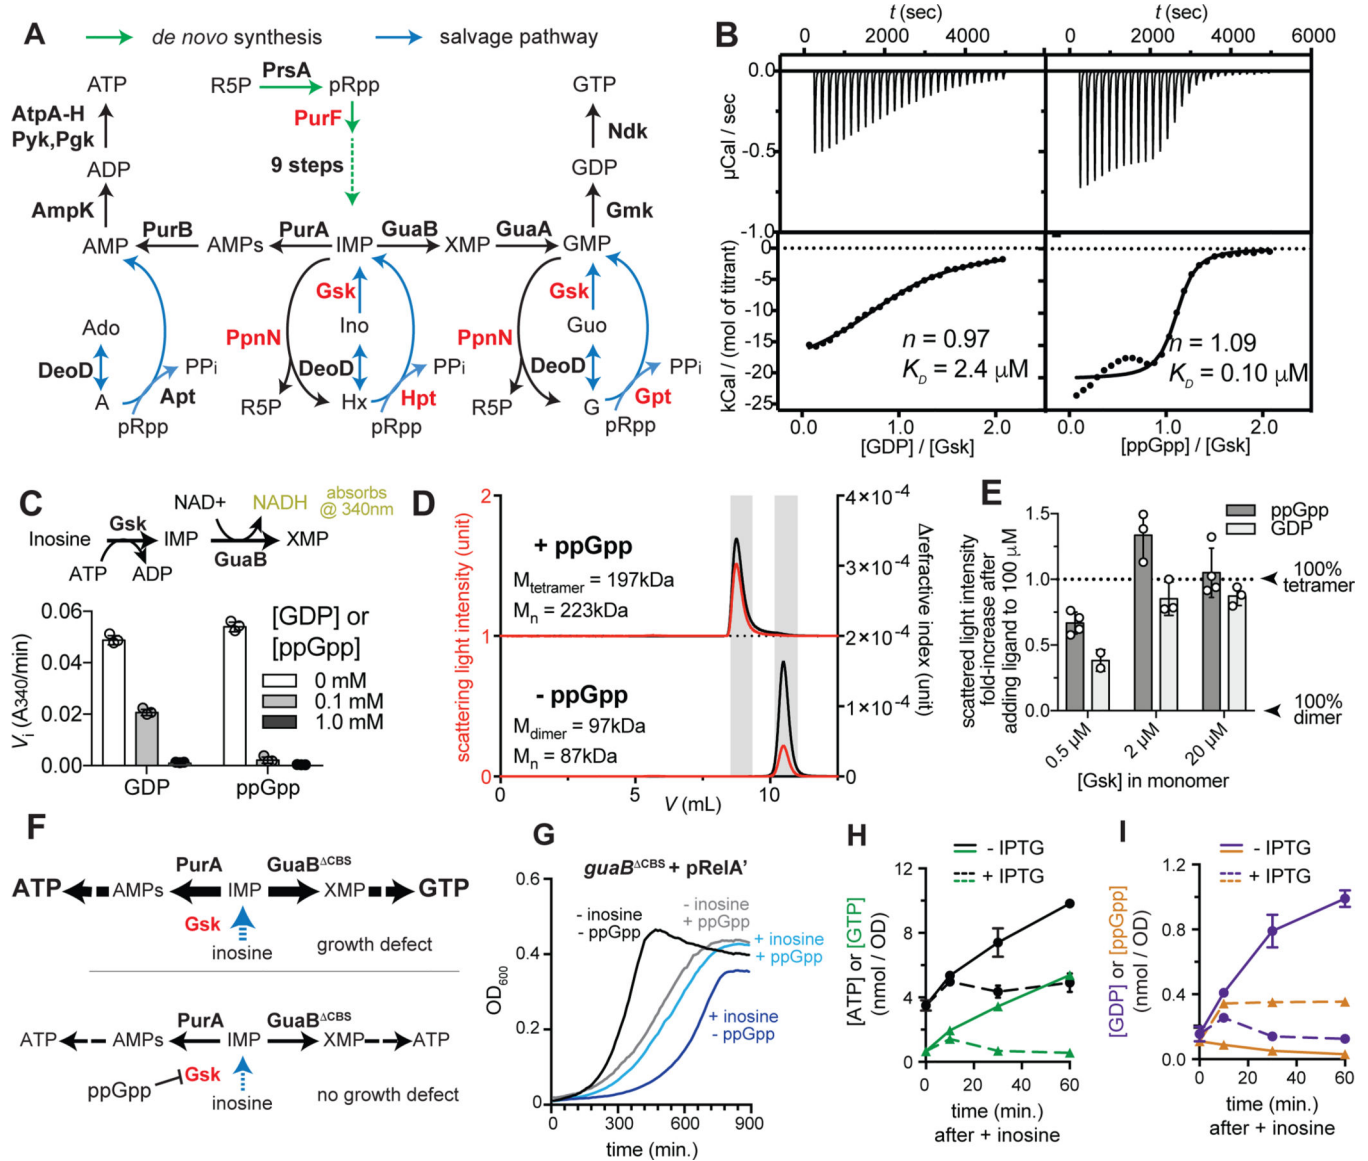 A
de novo synthesis
salvage pathway
ATP
PrsA
R5P
pRpp
GTP
AtpA-H
Pyk,Pgk
PurF
Ndk
9 steps
ADP
GDP
AmpK
Gmk
PurB
PurA
GuaB
GuaA
AMP
AMPs
IMP
XMP
GMP
Gsk
Gsk
Ado
Ino
Guo
PpnN
PpnN
DeoD
PPi
DeoD
PPi
DeoD
PPi
A
Apt
R5P
Hx
Hpt
R5P
G
Gpt
pRpp
pRpp
pRpp
B
t (sec)
t (sec)
0 2000 4000
0 2000 4000 6000
0.0
-0.5
-1.0
µCal / sec
0
-5
-10
-15
-20
-25
kCal / (mol of titrant)
n = 0.97
KD = 2.4 µM
n = 1.09
KD = 0.10 µM
0.0 1.0 2.0
0.0 1.0 2.0
[GDP] / [Gsk]
[ppGpp] / [Gsk]
C
NAD+
NADH
absorbs
@ 340nm
Inosine
Gsk
IMP
GuaB
XMP
ATP
ADP
0.06
0.04
0.02
0.00
Vi (A340/min)
[GDP] or
[ppGpp]
0 mM
0.1 mM
1.0 mM
GDP
ppGpp
D
scattering light intensity (unit)
2
1
0
+ ppGpp
Mtetramer = 197kDa
Mn = 223kDa
- ppGpp
Mdimer = 97kDa
Mn = 87kDa
4×10-4
3×10-4
2×10-4
1×10-4
0
Δrefractive index (unit)
0 5 10
V (mL)
E
scattered light intensity
fold-increase after
adding ligand to 100 µM
1.5
1.0
0.5
0.0
ppGpp
GDP
100%
tetramer
100%
dimer
0.5 µM
2 µM
20 µM
[Gsk] in monomer
F
PurA
GuaBΔCBS
ATP
AMPs
IMP
XMP
GTP
Gsk
inosine
growth defect
PurA
GuaBΔCBS
ATP
AMPs
IMP
XMP
ATP
ppGpp
Gsk
inosine
no growth defect
G
guaBΔCBS + pRelA’
OD600
0.6
0.4
0.2
0
- inosine
- ppGpp
- inosine
+ ppGpp
+ inosine
+ ppGpp
+ inosine
- ppGpp
0 300 600 900
time (min.)
H
- IPTG
+ IPTG
[ATP] or [GTP]
(nmol / OD)
12
8
4
0
0 20 40 60
time (min.)
after + inosine
I
- IPTG
+ IPTG
[GDP] or [ppGpp]
(nmol / OD)
1.2
0.8
0.4
0.0
0 20 40 60
time (min.)
after + inosine